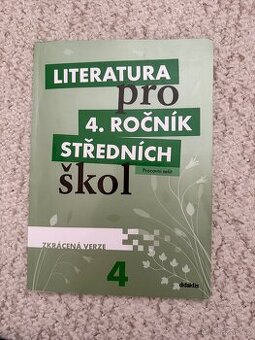 LITERATURA
pro
4. ROČNÍK
STŘEDNÍCH
Pracovní sešit
škol
ZKRÁCENÁ VERZE
4
didaktis